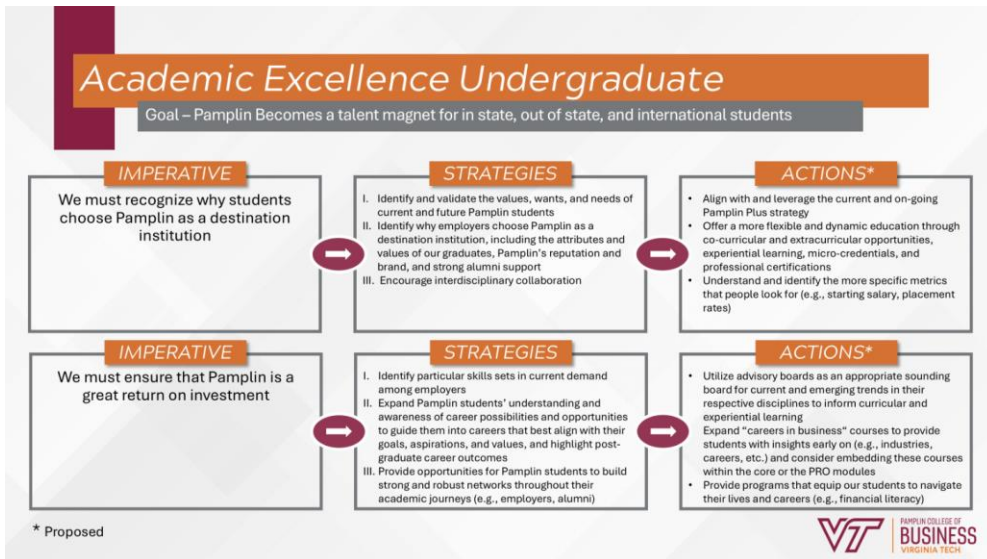 Academic Excellence Undergraduate
Goal – Pamplin Becomes a talent magnet for in state, out of state, and international students
IMPERATIVE
We must recognize why students
choose Pamplin as a destination
institution
STRATEGIES
I. Identify and validate the values, wants, and needs of
current and future Pamplin students
II. Identify why employers choose Pamplin as a
destination institution, including the attributes and
values of our graduates, Pamplin's reputation and
brand, and strong alumni support
III. Encourage interdisciplinary collaboration
ACTIONS*
• Align with and leverage the current and on-going
Pamplin Plus strategy
• Offer a more flexible and dynamic education through
co-curricular and extracurricular opportunities,
experiential learning, micro-credentials, and
professional certifications
• Understand and identify the more specific metrics
that people look for (e.g., starting salary, placement
rates)
IMPERATIVE
We must ensure that Pamplin is a
great return on investment
STRATEGIES
I. Identify particular skills sets in current demand
among employers
II. Expand Pamplin students' understanding and
awareness of career possibilities and opportunities
to guide them into careers that best align with their
goals, aspirations, and values, and highlight post-
graduate career outcomes
III. Provide opportunities for Pamplin students to build
strong and robust networks throughout their
academic journeys (e.g., employers, alumni)
ACTIONS*
• Utilize advisory boards as an appropriate sounding
board for current and emerging trends in their
respective disciplines to inform curricular and
experiential learning
• Expand "careers in business" courses to provide
students with insights early on (e.g., industries,
careers, etc.) and consider embedding these courses
within the core or the PRO modules
• Provide programs that equip our students to navigate
their lives and careers (e.g., financial literacy)
* Proposed
VT
PAMPLIN COLLEGE OF
BUSINESS
VIRGINIA TECH